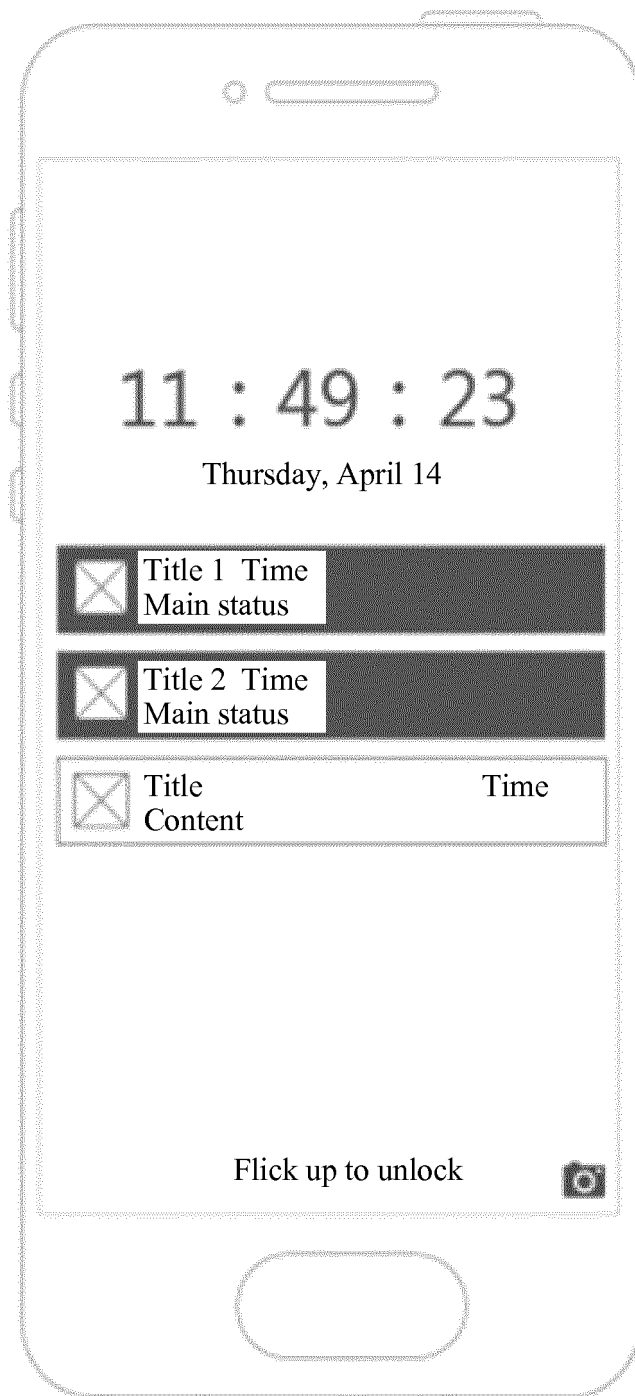 11 : 49 : 23
Thursday, April 14
Title 1 Time
Main status
Title 2 Time
Main status
Title Time
Content
Flick up to unlock